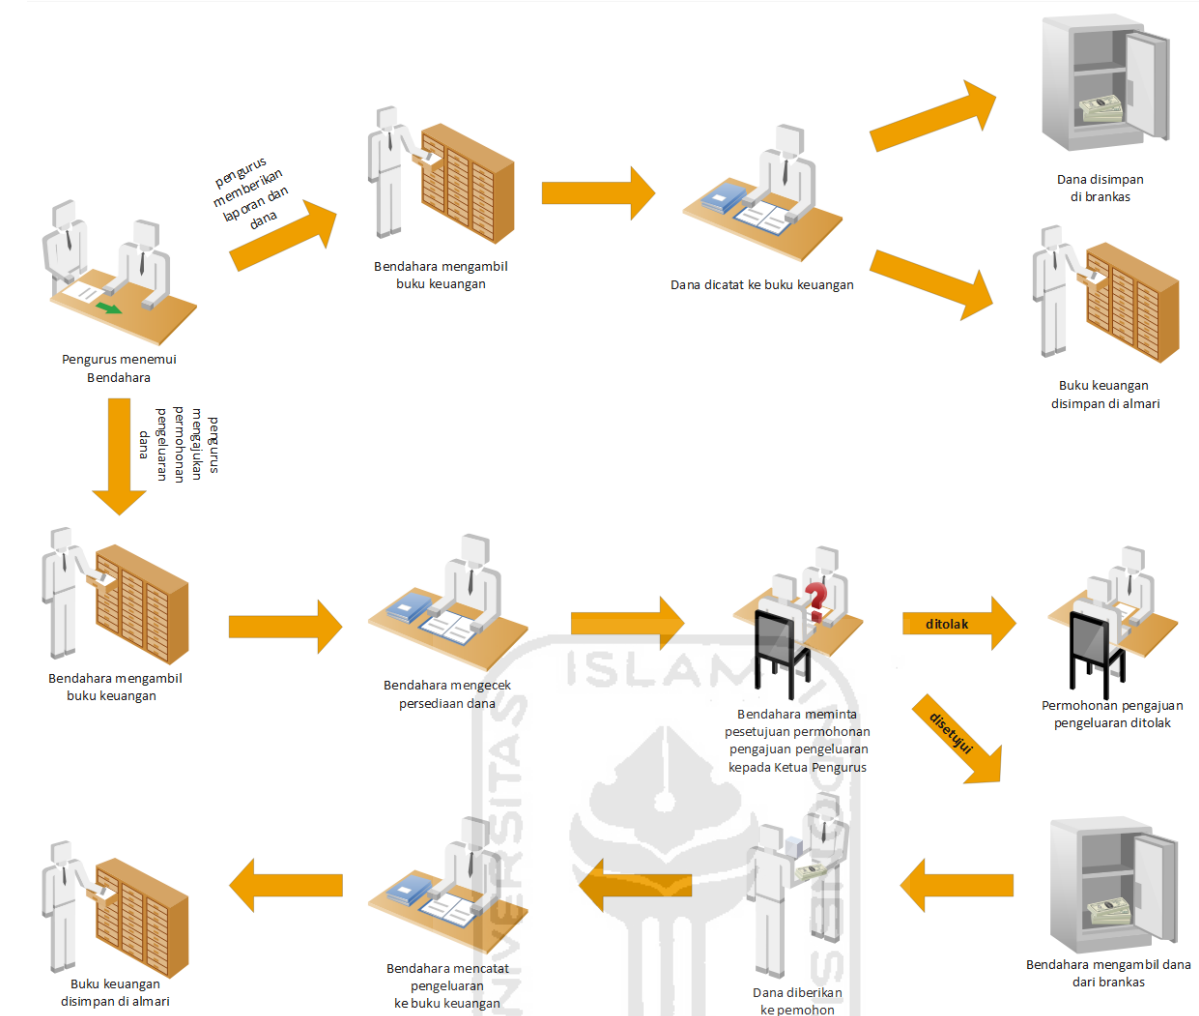 pengurus
memberikan
laporan dan
dana
Dana disimpan
di brankas
Bendahara mengambil
buku keuangan
Dana dicatat ke buku keuangan
Pengurus menemui
Bendahara
Buku keuangan
disimpan di almari
pengurus
mengajukan
permohonan
pengeluaran
dana
Bendahara mengambil
buku keuangan
Bendahara mengecek
persediaan dana
Bendahara meminta
pesetujuan permohonan
pengajuan pengeluaran
kepada Ketua Pengurus
ditolak
Permohonan pengajuan
pengeluaran ditolak
disetujui
Bendahara mengambil dana
dari brankas
Dana diberikan
ke pemohon
Bendahara mencatat
pengeluaran
ke buku keuangan
Buku keuangan
disimpan di almari
ISLAM